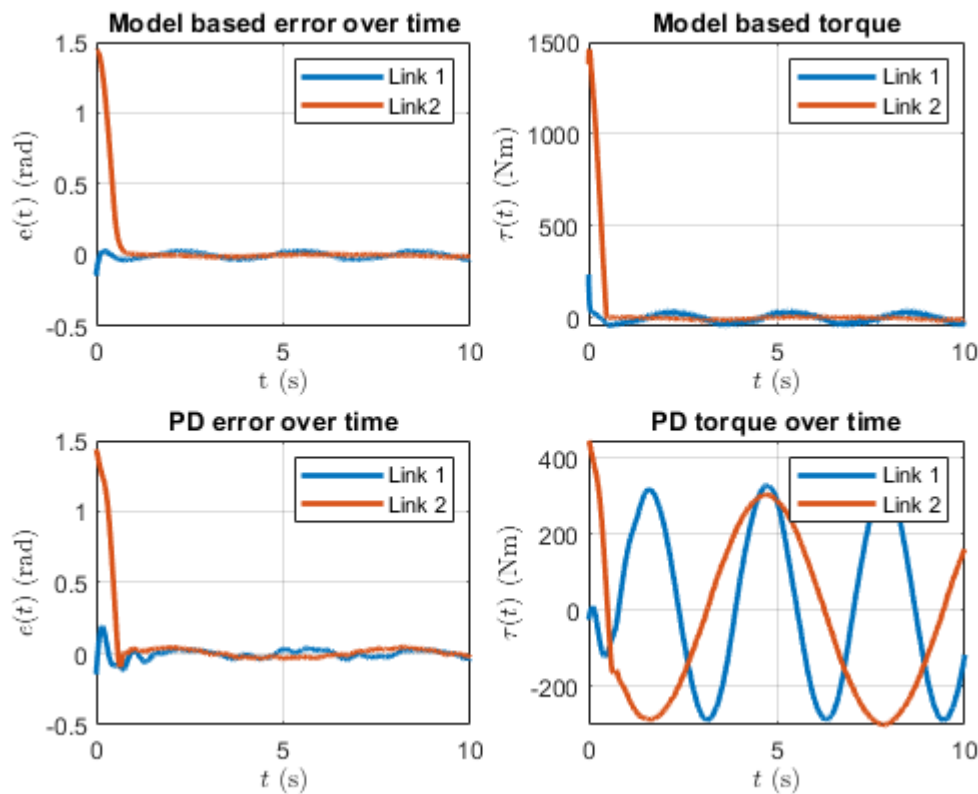 Model based error over time
1.5
1
0.5
0
-0.5
e(t) (rad)
Link 1
Link2
0 5 10
t (s)
Model based torque
1500
1000
500
0
τ(t) (Nm)
Link 1
Link 2
0 5 10
t (s)
PD error over time
1.5
1
0.5
0
-0.5
e(t) (rad)
Link 1
Link 2
0 5 10
t (s)
PD torque over time
400
200
0
-200
τ(t) (Nm)
Link 1
Link 2
0 5 10
t (s)